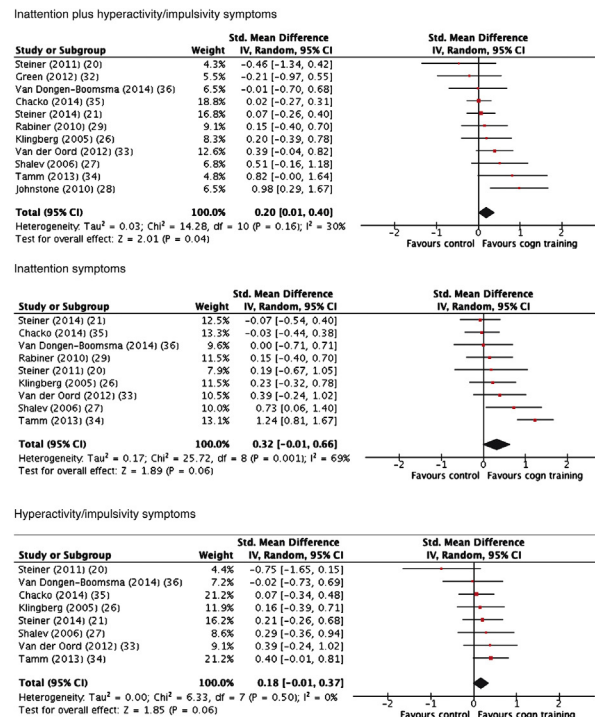 Inattention plus hyperactivity/impulsivity symptoms
Std. Mean Difference Std. Mean Difference
Study or Subgroup Weight IV, Random, 95% CI IV, Random, 95% CI
Steiner (2011) (20) 4.3% -0.46 [-1.34, 0.42]
Green (2012) (32) 5.5% -0.21 [-0.97, 0.55]
Van Dongen-Boomsma (2014) (36) 6.5% -0.01 [-0.70, 0.68]
Chacko (2014) (35) 18.8% 0.02 [-0.27, 0.31]
Steiner (2014) (21) 16.8% 0.07 [-0.26, 0.40]
Rabiner (2010) (29) 9.1% 0.15 [-0.40, 0.70]
Klingberg (2005) (26) 8.3% 0.20 [-0.39, 0.78]
Van der Oord (2012) (33) 12.6% 0.39 [-0.04, 0.82]
Shalev (2006) (27) 6.8% 0.51 [-0.16, 1.18]
Tamm (2013) (34) 4.8% 0.82 [-0.00, 1.64]
Johnstone (2010) (28) 6.5% 0.98 [0.29, 1.67]
Total (95% CI) 100.0% 0.20 [0.01, 0.40]
Heterogeneity: Tau² = 0.03; Chi² = 14.28, df = 10 (P = 0.16); I² = 30%
Test for overall effect: Z = 2.01 (P = 0.04)
-2 -1 0 1 2
Favours control Favours cogn training
Inattention symptoms
Std. Mean Difference Std. Mean Difference
Study or Subgroup Weight IV, Random, 95% CI IV, Random, 95% CI
Steiner (2014) (21) 12.5% -0.07 [-0.54, 0.40]
Chacko (2014) (35) 13.3% -0.03 [-0.44, 0.38]
Van Dongen-Boomsma (2014) (36) 9.6% 0.00 [-0.71, 0.71]
Rabiner (2010) (29) 11.5% 0.15 [-0.40, 0.70]
Steiner (2011) (20) 7.9% 0.19 [-0.67, 1.05]
Klingberg (2005) (26) 11.5% 0.23 [-0.32, 0.78]
Van der Oord (2012) (33) 10.5% 0.39 [-0.24, 1.02]
Shalev (2006) (27) 10.0% 0.73 [0.06, 1.40]
Tamm (2013) (34) 13.1% 1.24 [0.81, 1.67]
Total (95% CI) 100.0% 0.32 [-0.01, 0.66]
Heterogeneity: Tau² = 0.17; Chi² = 25.72, df = 8 (P = 0.001); I² = 69%
Test for overall effect: Z = 1.89 (P = 0.06)
-2 -1 0 1 2
Favours control Favours cogn training
Hyperactivity/impulsivity symptoms
Std. Mean Difference Std. Mean Difference
Study or Subgroup Weight IV, Random, 95% CI IV, Random, 95% CI
Steiner (2011) (20) 4.4% -0.75 [-1.65, 0.15]
Van Dongen-Boomsma (2014) (36) 7.2% -0.02 [-0.73, 0.69]
Chacko (2014) (35) 21.2% 0.07 [-0.34, 0.48]
Klingberg (2005) (26) 11.9% 0.16 [-0.39, 0.71]
Steiner (2014) (21) 16.2% 0.21 [-0.26, 0.68]
Shalev (2006) (27) 8.6% 0.29 [-0.36, 0.94]
Van der Oord (2012) (33) 9.1% 0.39 [-0.24, 1.02]
Tamm (2013) (34) 21.2% 0.40 [-0.01, 0.81]
Total (95% CI) 100.0% 0.18 [-0.01, 0.37]
Heterogeneity: Tau² = 0.00; Chi² = 6.33, df = 7 (P = 0.50); I² = 0%
Test for overall effect: Z = 1.85 (P = 0.06)
-1 0 1 2
Favours control Favours cogn training